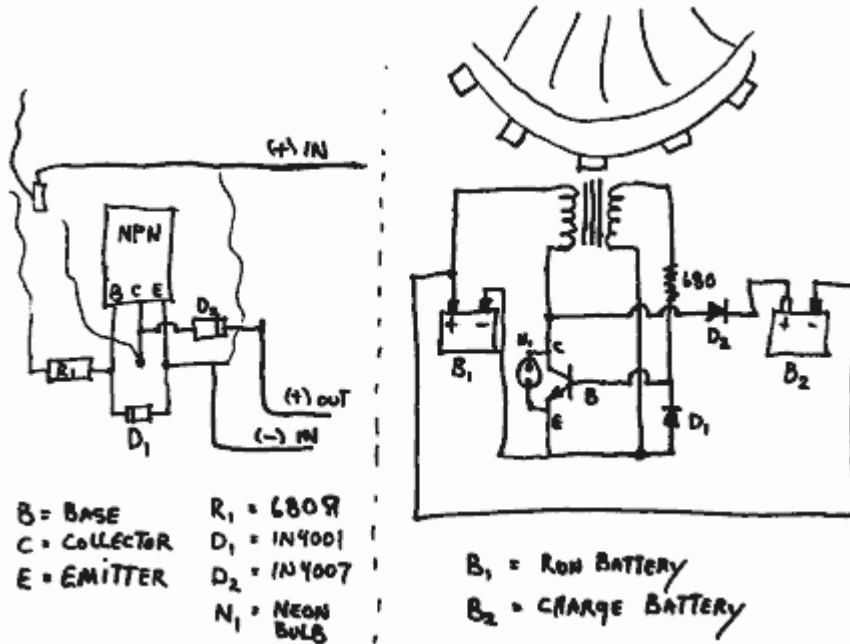 (+) IN
NPN
B C E
D2
R1
D1
(+) OUT
(-) IN
B = BASE
C = COLLECTOR
E = EMITTER
R1 = 680Ω
D1 = 1N4001
D2 = 1N4007
N1 = NEON
BULB
680
+ -
B1
N1
C
B
E
D2
D1
+ -
B2
B1 = RUN BATTERY
B2 = CHARGE BATTERY